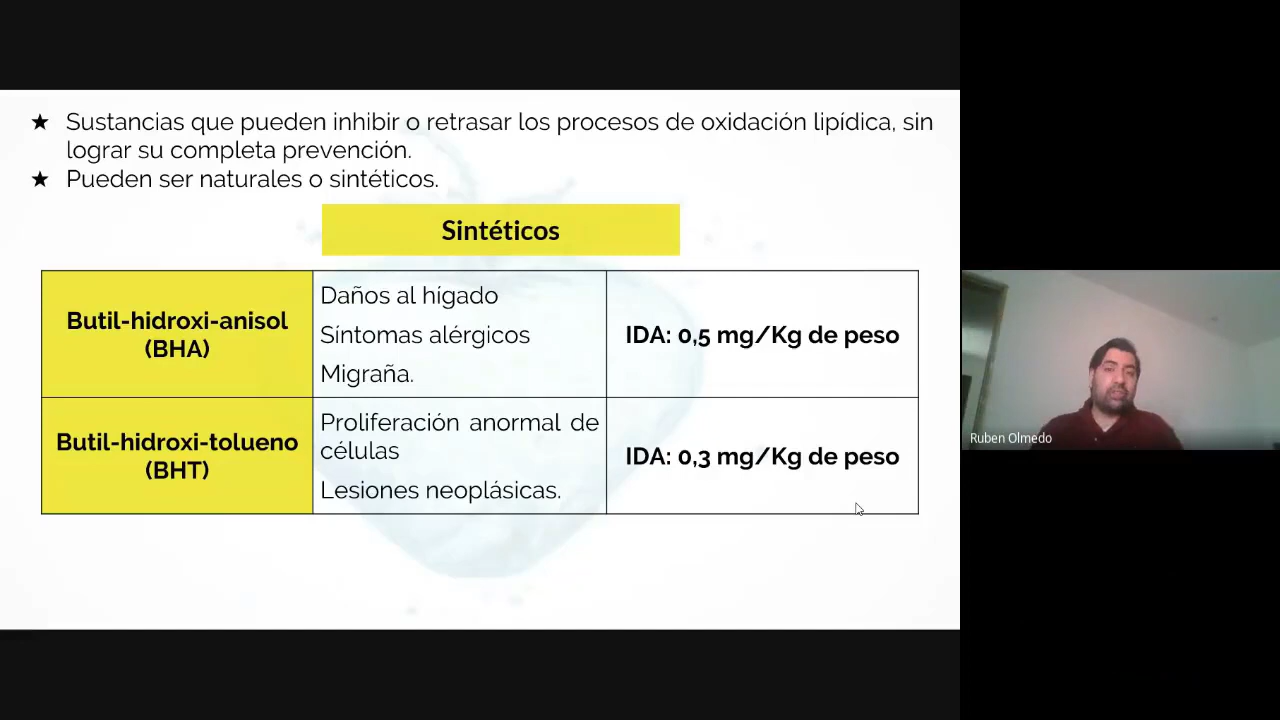 ★ Sustancias que pueden inhibir o retrasar los procesos de oxidación lipídica, sin
lograr su completa prevención.
★ Pueden ser naturales o sintéticos.
Sintéticos
Butil-hidroxi-anisol
(BHA)
Daños al hígado
Síntomas alérgicos
Migraña.
IDA: 0,5 mg/Kg de peso
Butil-hidroxi-tolueno
(BHT)
Proliferación anormal de
células
Lesiones neoplásicas.
IDA: 0,3 mg/Kg de peso
Ruben Olmedo